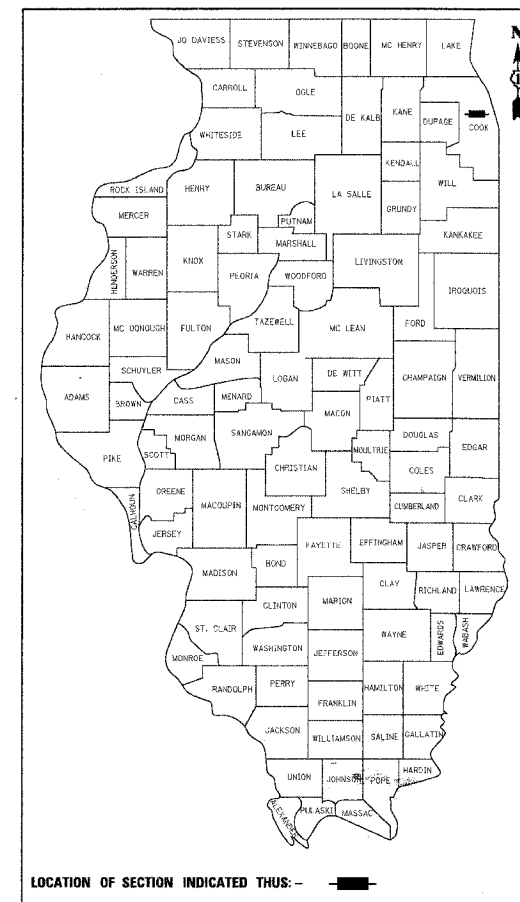 N
JO DAVIESS STEVENSON WINNEBAGO BOONE MC HENRY LAKE
CARROLL OGLE DE KALB KANE DUPAGE COOK
WHITESIDE LEE KENDALL WILL
ROCK ISLAND HENRY BUREAU LA SALLE GRUNDY
MERCER PUTNAM KANKAKEE
HENDERSON WARREN KNOX STARK MARSHALL LIVINGSTON
PEORIA WOODFORD IROQUOIS
HANCOCK MC DONOUGH FULTON TAZEWELL MC LEAN FORD
SCHUYLER MASON
ADAMS BROWN CASS MENARD LOGAN DE WITT PIATT CHAMPAIGN VERMILION
MACON
PIKE SCOTT MORGAN SANGAMON MOULTRIE DOUGLAS EDGAR
CHRISTIAN COLES
CALHOUN GREENE MACOUPIN MONTGOMERY SHELBY CUMBERLAND CLARK
JERSEY FAYETTE EFFINGHAM JASPER CRAWFORD
MADISON BOND CLAY RICHLAND LAWRENCE
CLINTON MARION
ST. CLAIR WAYNE EDWARDS WABASH
MONROE WASHINGTON JEFFERSON
RANDOLPH PERRY HAMILTON WHITE
FRANKLIN
JACKSON WILLIAMSON SALINE GALLATIN
UNION JOHNSON POPE HARDIN
ALEXANDER PULASKI MASSAC
LOCATION OF SECTION INDICATED THUS: -